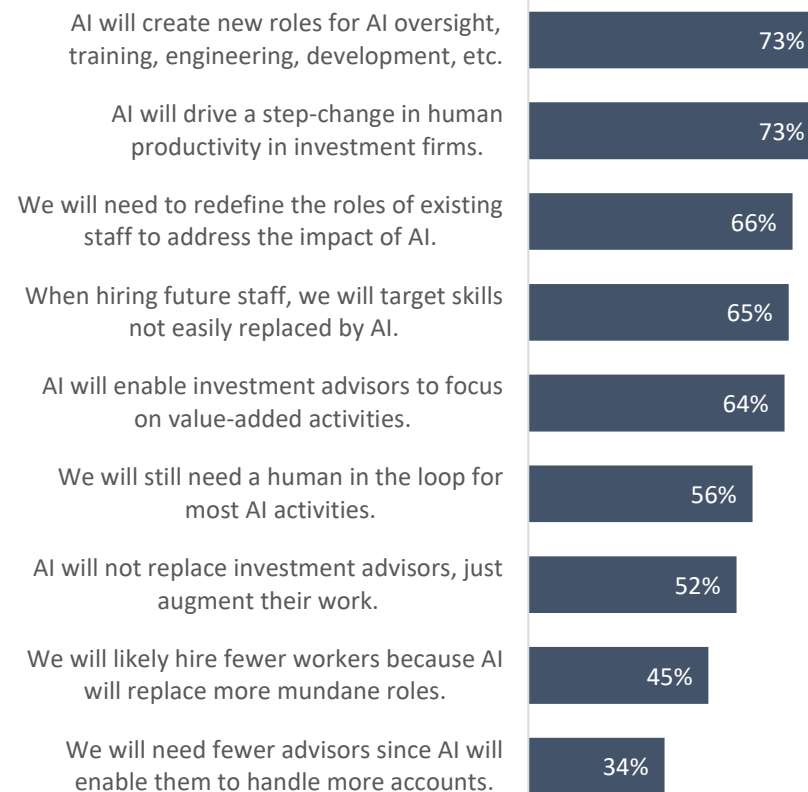 AI will create new roles for AI oversight,
training, engineering, development, etc.
73%
AI will drive a step-change in human
productivity in investment firms.
73%
We will need to redefine the roles of existing
staff to address the impact of AI.
66%
When hiring future staff, we will target skills
not easily replaced by AI.
65%
AI will enable investment advisors to focus
on value-added activities.
64%
We will still need a human in the loop for
most AI activities.
56%
AI will not replace investment advisors, just
augment their work.
52%
We will likely hire fewer workers because AI
will replace more mundane roles.
45%
We will need fewer advisors since AI will
enable them to handle more accounts.
34%